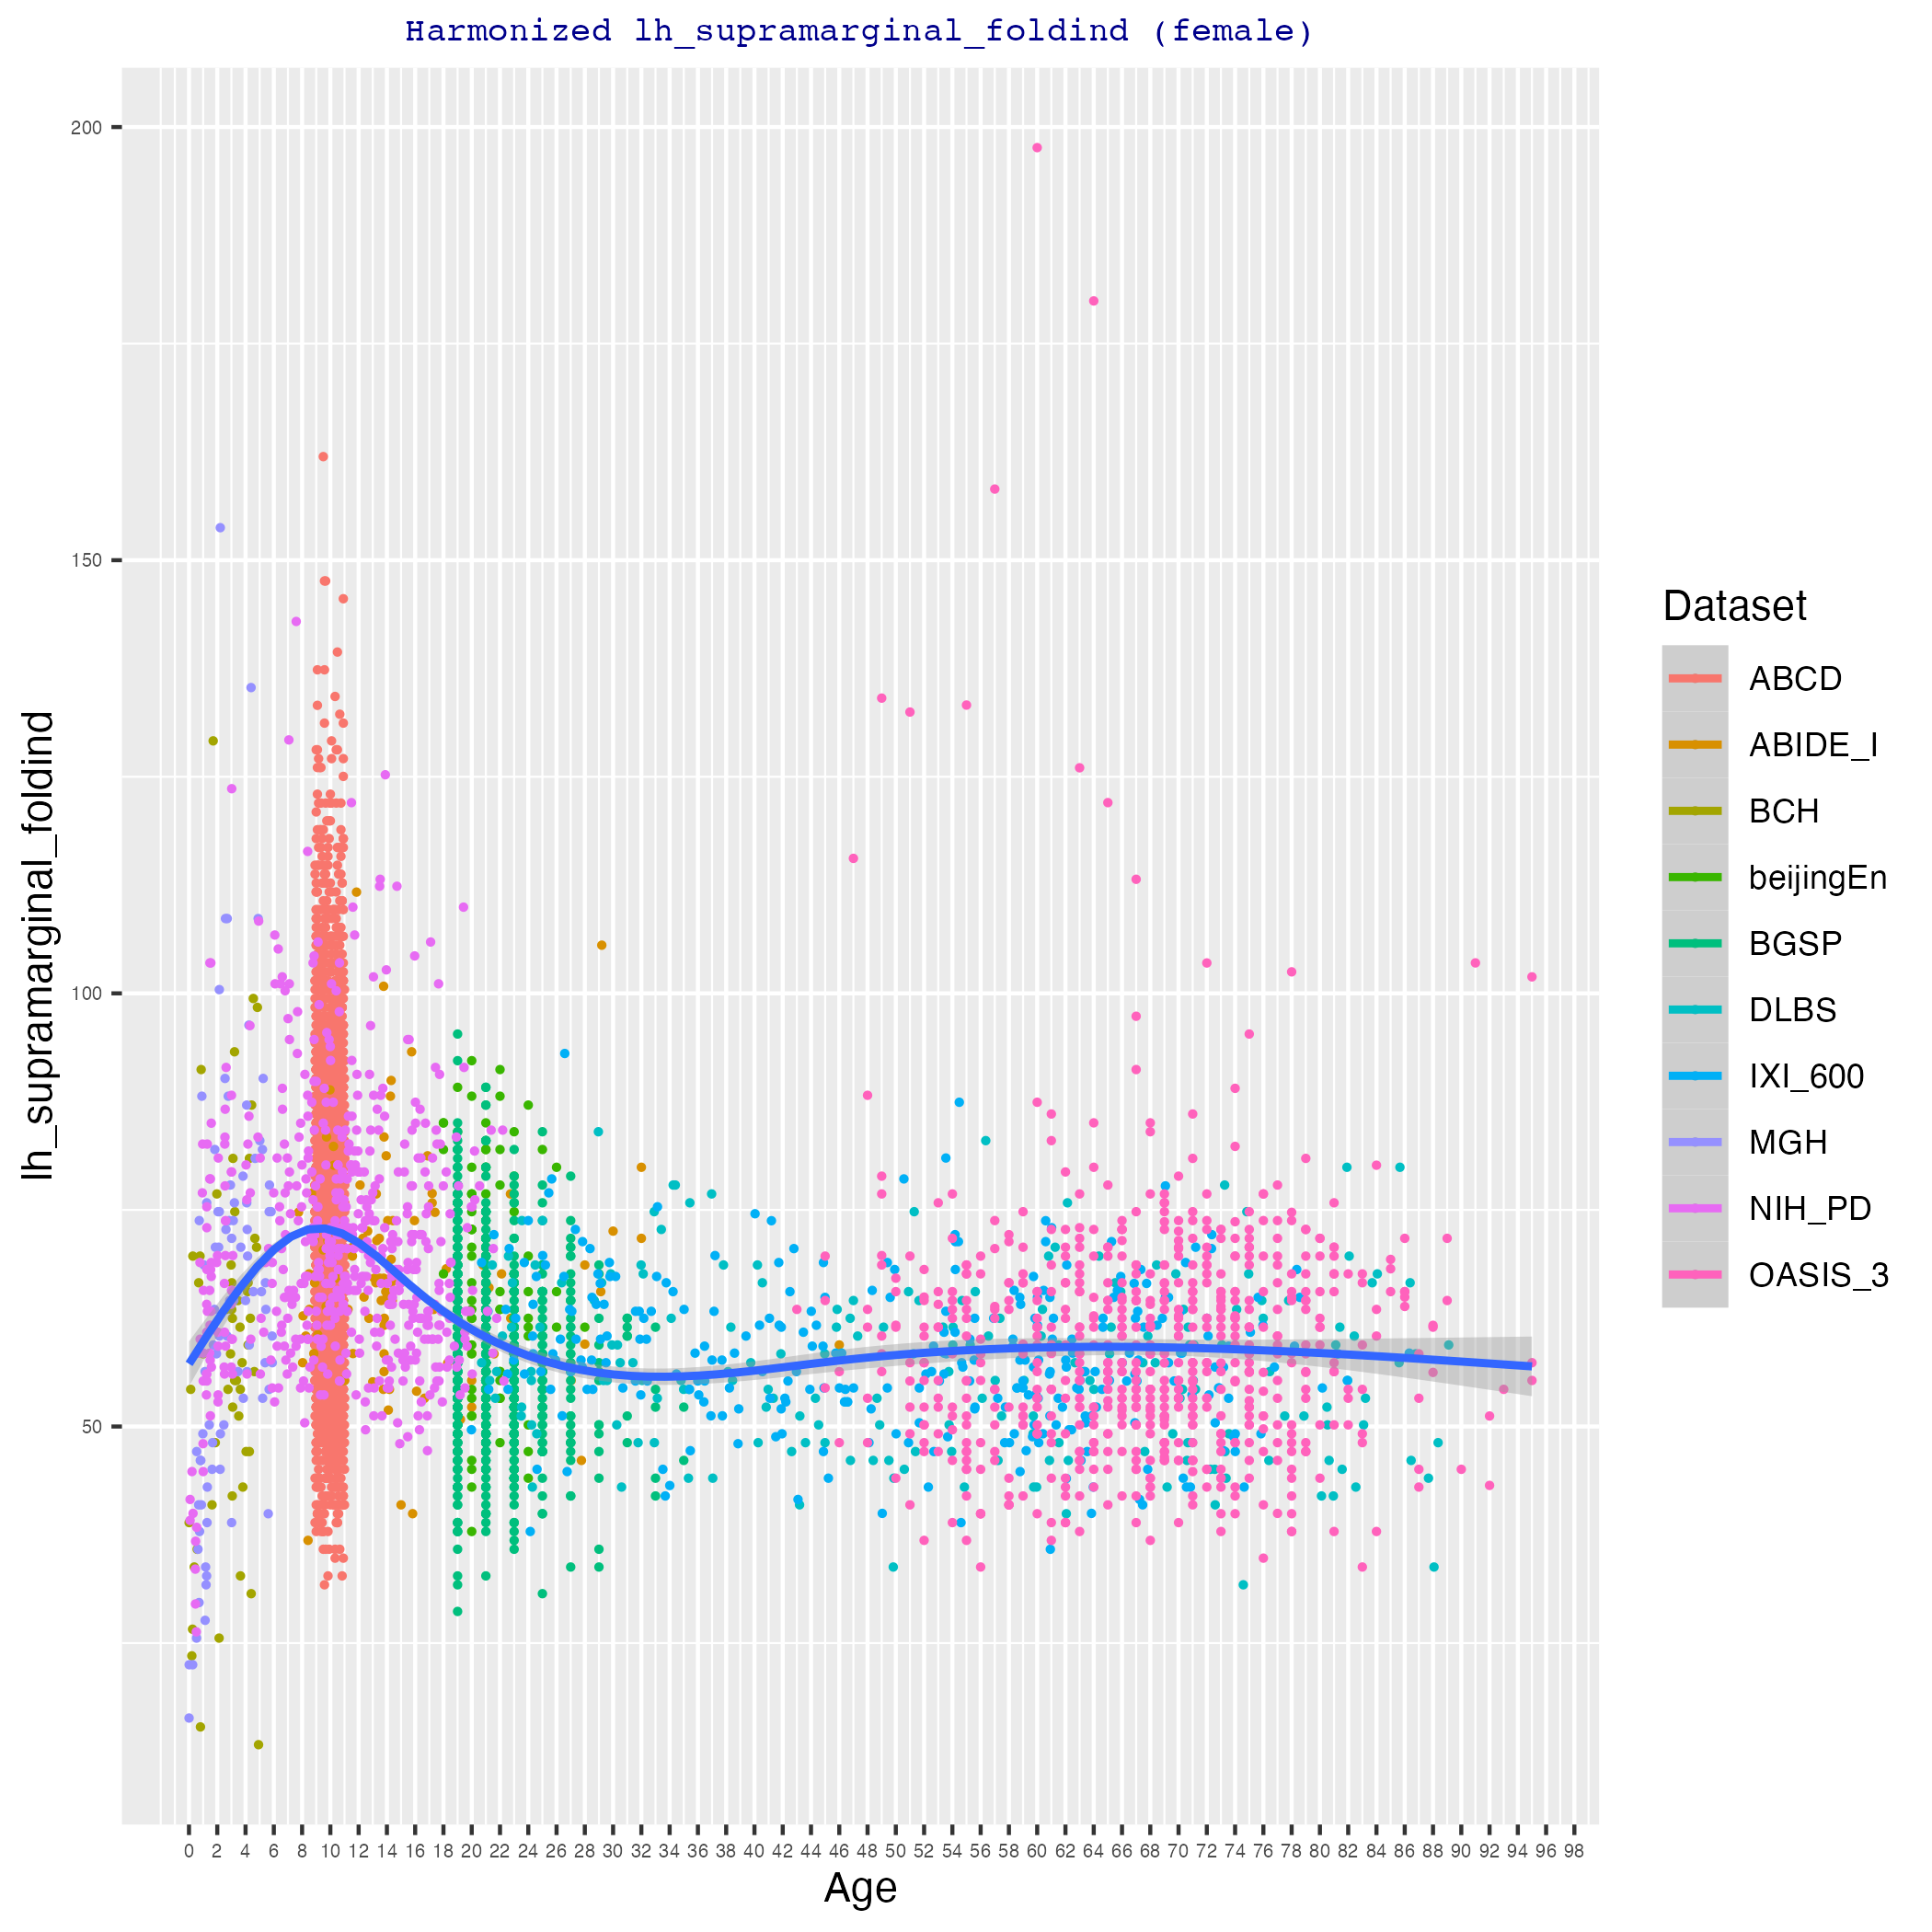 Harmonized lh_supramarginal_foldind (female)
lh_supramarginal_foldind
200
150
100
50
0 2 4 6 8 10 12 14 16 18 20 22 24 26 28 30 32 34 36 38 40 42 44 46 48 50 52 54 56 58 60 62 64 66 68 70 72 74 76 78 80 82 84 86 88 90 92 94 96 98
Age
Dataset
ABCD
ABIDE_I
BCH
beijingEn
BGSP
DLBS
IXI_600
MGH
NIH_PD
OASIS_3